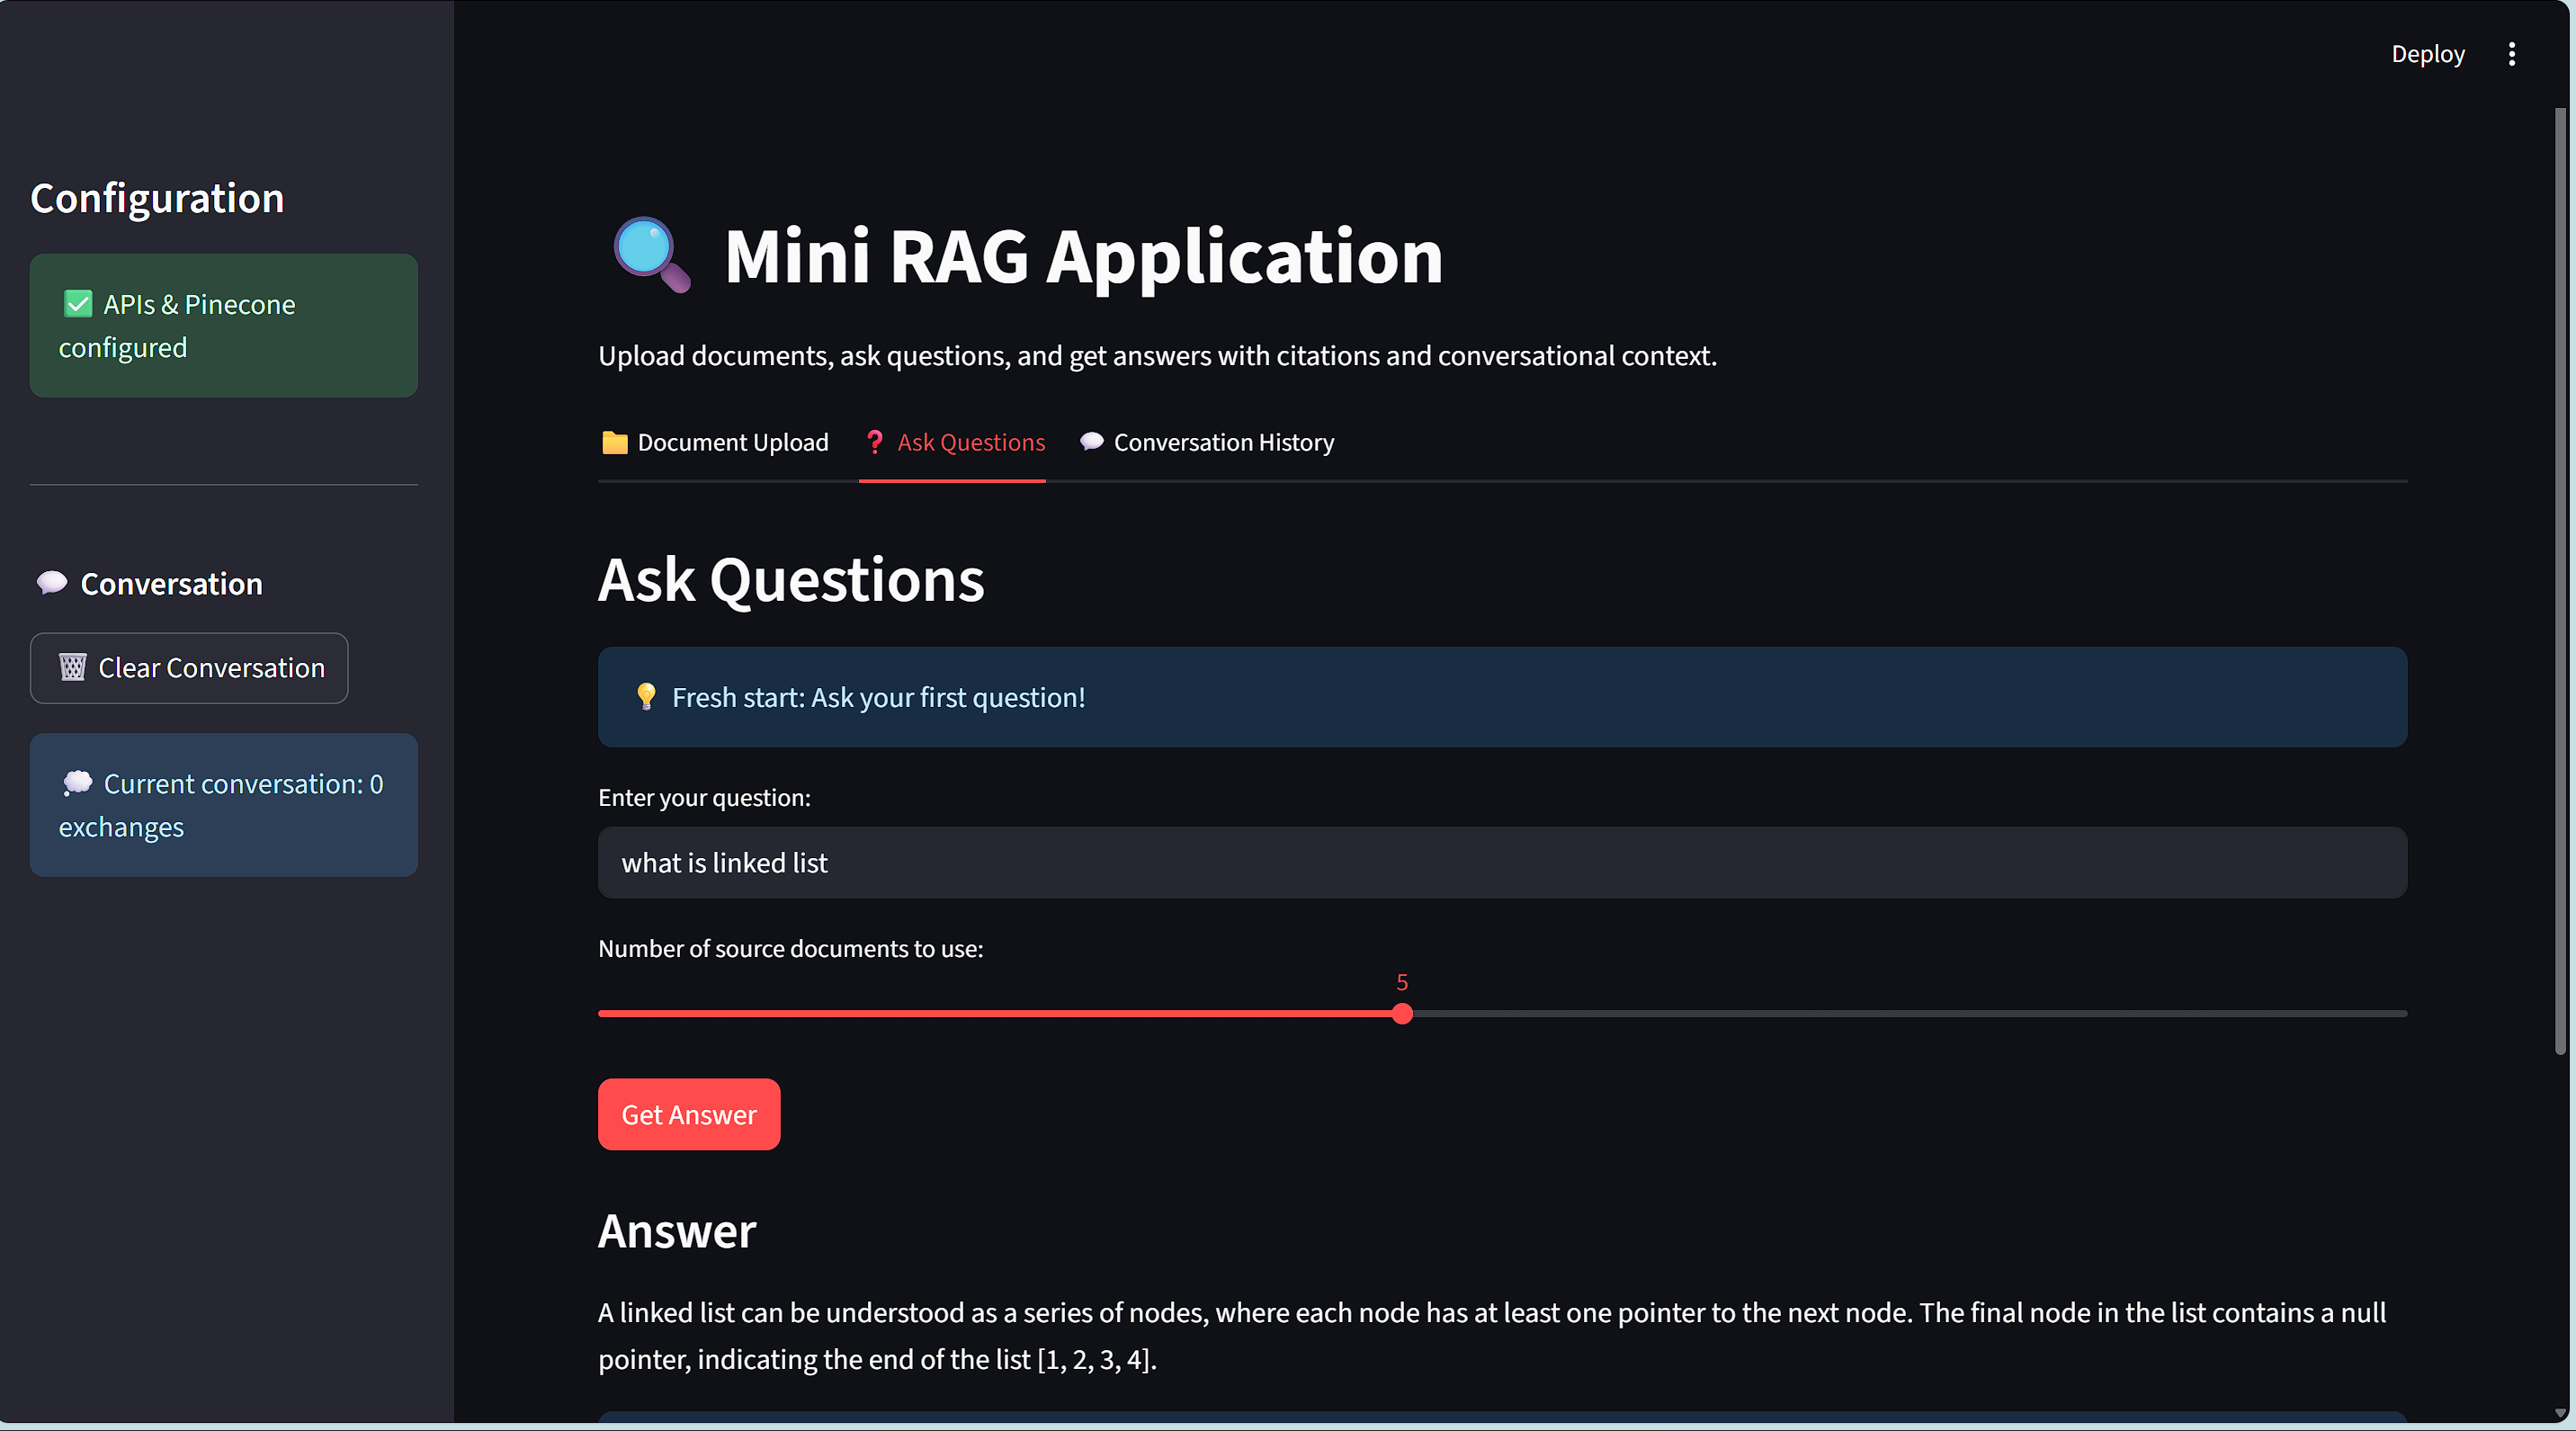 Deploy
Configuration
✅ APIs & Pinecone
configured
💬 Conversation
🗑️ Clear Conversation
💭 Current conversation: 0
exchanges
🔍 Mini RAG Application
Upload documents, ask questions, and get answers with citations and conversational context.
📁 Document Upload ❓ Ask Questions 💬 Conversation History
Ask Questions
💡 Fresh start: Ask your first question!
Enter your question:
what is linked list
Number of source documents to use:
5
Get Answer
Answer
A linked list can be understood as a series of nodes, where each node has at least one pointer to the next node. The final node in the list contains a null
pointer, indicating the end of the list [1, 2, 3, 4].